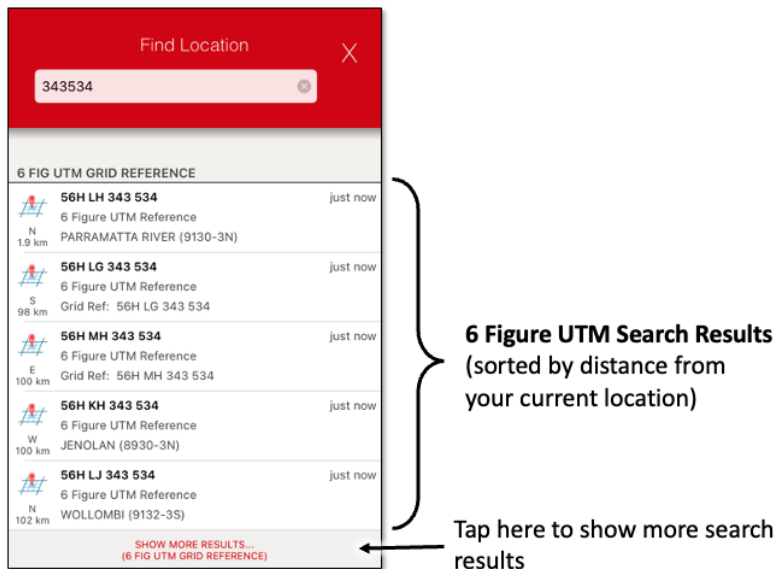 Find Location
X
343534
6 FIG UTM GRID REFERENCE
56H LH 343 534 just now
6 Figure UTM Reference
N
1.9 km
PARRAMATTA RIVER (9130-3N)
56H LG 343 534 just now
6 Figure UTM Reference
S
98 km
Grid Ref: 56H LG 343 534
56H MH 343 534 just now
6 Figure UTM Reference
E
100 km
Grid Ref: 56H MH 343 534
56H KH 343 534 just now
6 Figure UTM Reference
W
100 km
JENOLAN (8930-3N)
56H LJ 343 534 just now
6 Figure UTM Reference
N
102 km
WOLLOMBI (9132-3S)
SHOW MORE RESULTS...
(6 FIG UTM GRID REFERENCE)
6 Figure UTM Search Results
(sorted by distance from
your current location)
Tap here to show more search
results